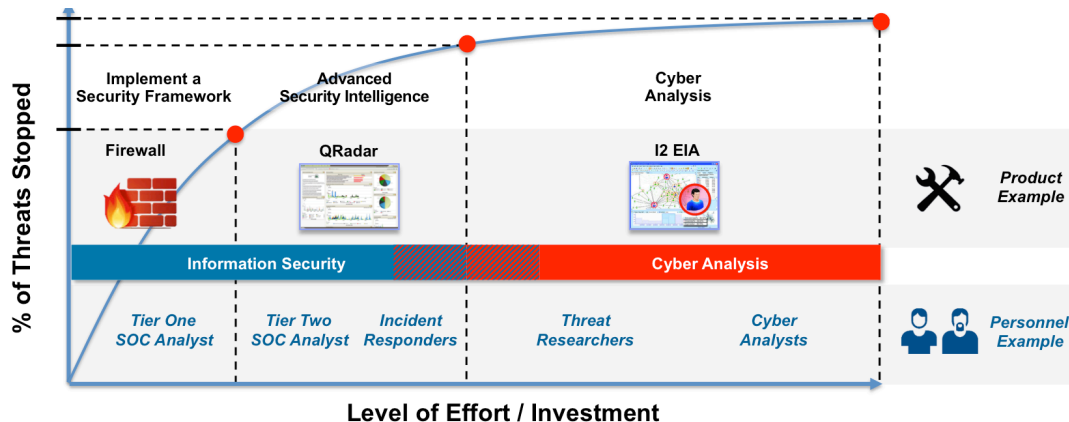 % of Threats Stopped
Implement a
Security Framework
Advanced
Security Intelligence
Cyber
Analysis
Firewall
QRadar
I2 EIA
Product
Example
Information Security
Cyber Analysis
Tier One
SOC Analyst
Tier Two
SOC Analyst
Incident
Responders
Threat
Researchers
Cyber
Analysts
Personnel
Example
Level of Effort / Investment